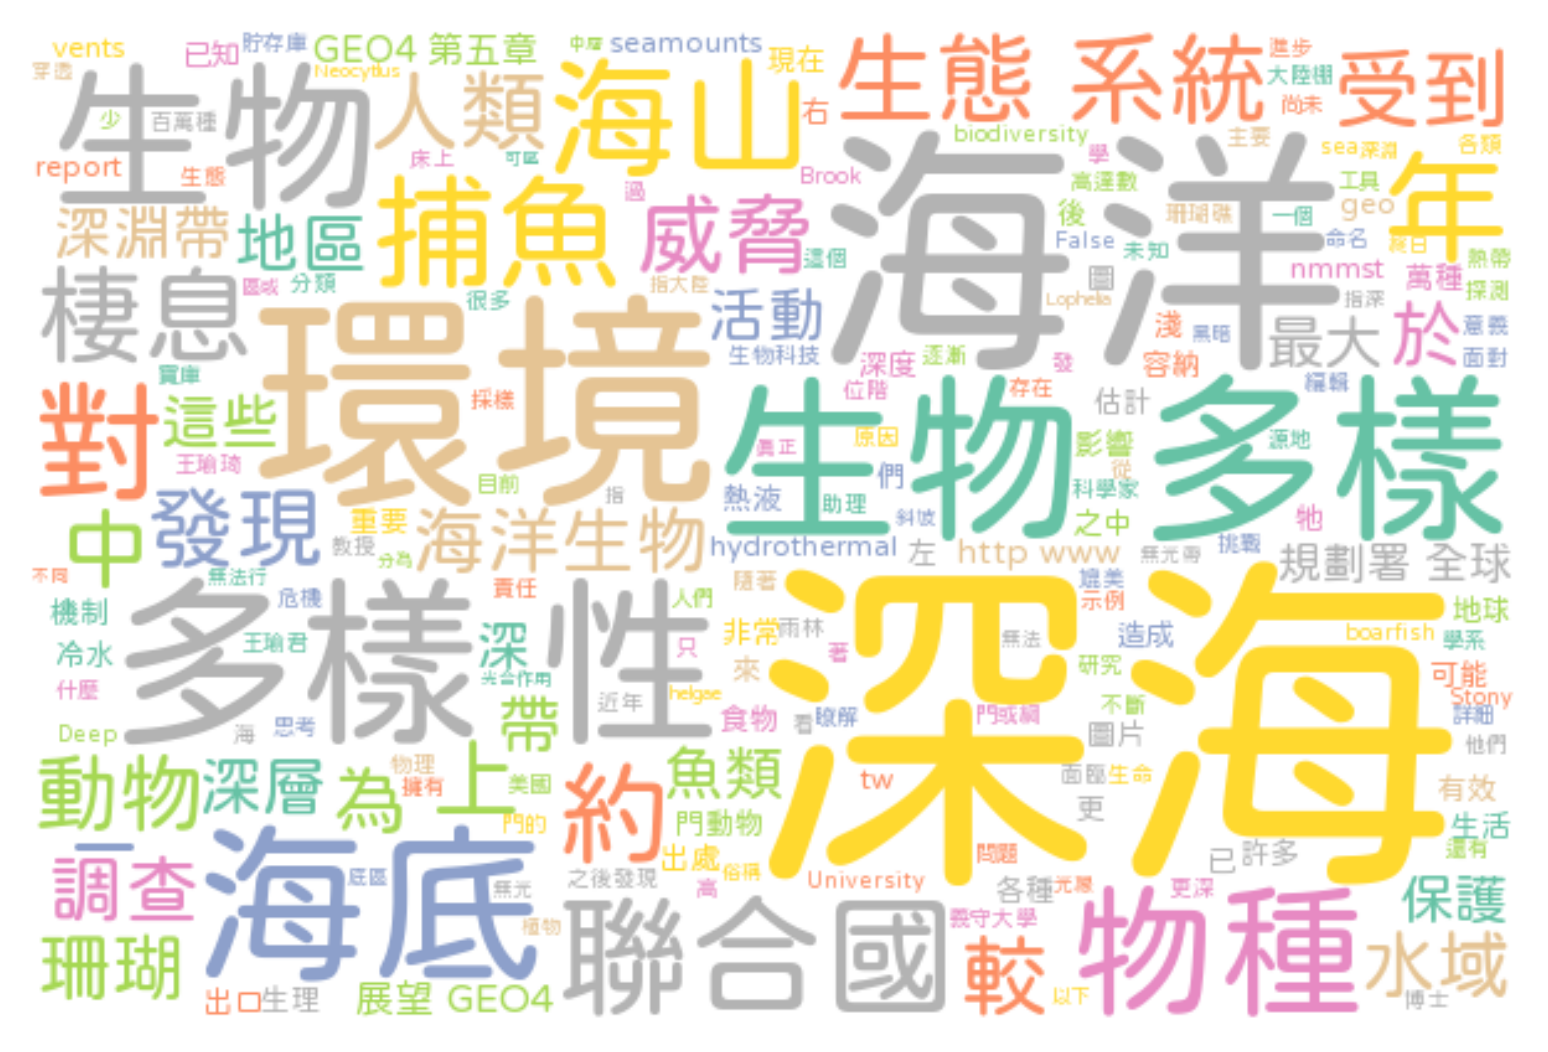 vents
已知
貯存庫
GEO4 第五章
中層
seamounts
現在
生態 系統
進步
大陸棚
受到
穿透
Neocyttus
生物
人類
海山
右
尚未
少
百萬種
床上
可區
biodiversity
主要
sea
深淵
各類
report
生態
過
Brook
海洋
學
高達數
工具
年
深淵帶
地區
捕魚
威脅
這個
後
珊瑚礁
一個
geo
False
未知
命名
棲息
區域
分類
很多
指大陸
圖
nmmst
萬種
熱帶
探測
Lophelia
指深
環境
活動
淺
黑暗
最大
於
意義
面對
寶庫
生物科技
深度
逐漸
發
容納
對
這些
採樣
位階
存在
估計
編輯
生物 多樣
王瑜琦
真正
原因
影響
源地
發現
目前
指
們
從
熱液
助理
科學家
中
重要
海洋生物
斜坡
之中
牠
教授
hydrothermal
左
http www
無光帶
挑戰
規劃署 全球
分為
不同
無法行
多樣性
責任
隨著
深海
示例
機制
危機
人們
地球
王瑜君
深
非常
雨林
無法
造成
boarfish
學系
冷水
光合作用
只
來
著
研究
可能
什麼
近年
helgae
不斷
Stony
Deep
海
思考
帶
食物
看
瞭解
門或綱
圖片
詳細
他們
動物
深層
為
上
物理
擁有
美國
約
魚類
tw
面臨
生命
有效
門的
門動物
更
生活
一
海底
出處
俗稱
問題
已
許多
還有
調查
底區
無光
之後發現
高
University
各種
更深
保護
珊瑚
植物
聯合國
義守大學
物種
水域
較
出口
生理
展望 GEO4
以下
博士